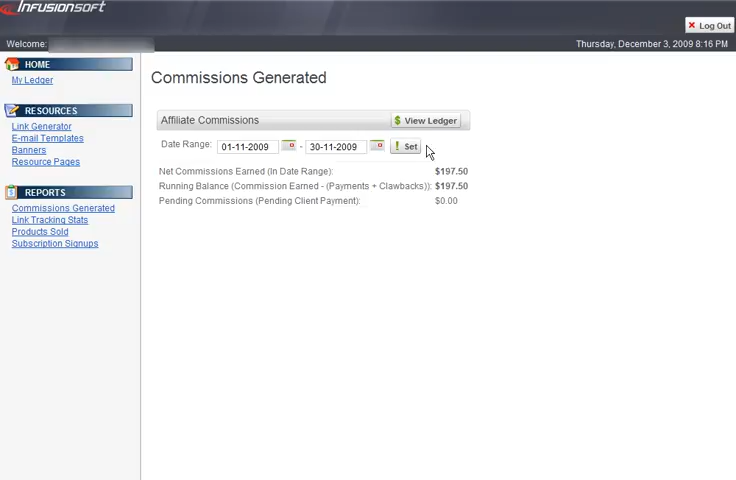 Infusionsoft
Log Out
Welcome:
Thursday, December 3, 2009 8:16 PM
HOME
My Ledger
RESOURCES
Link Generator
E-mail Templates
Banners
Resource Pages
REPORTS
Commissions Generated
Link Tracking Stats
Products Sold
Subscription Signups
Commissions Generated
Affiliate Commissions
$ View Ledger
Date Range: 01-11-2009 - 30-11-2009 ! Set
Net Commissions Earned (In Date Range): $197.50
Running Balance (Commission Earned - (Payments + Clawbacks)): $197.50
Pending Commissions (Pending Client Payment): $0.00